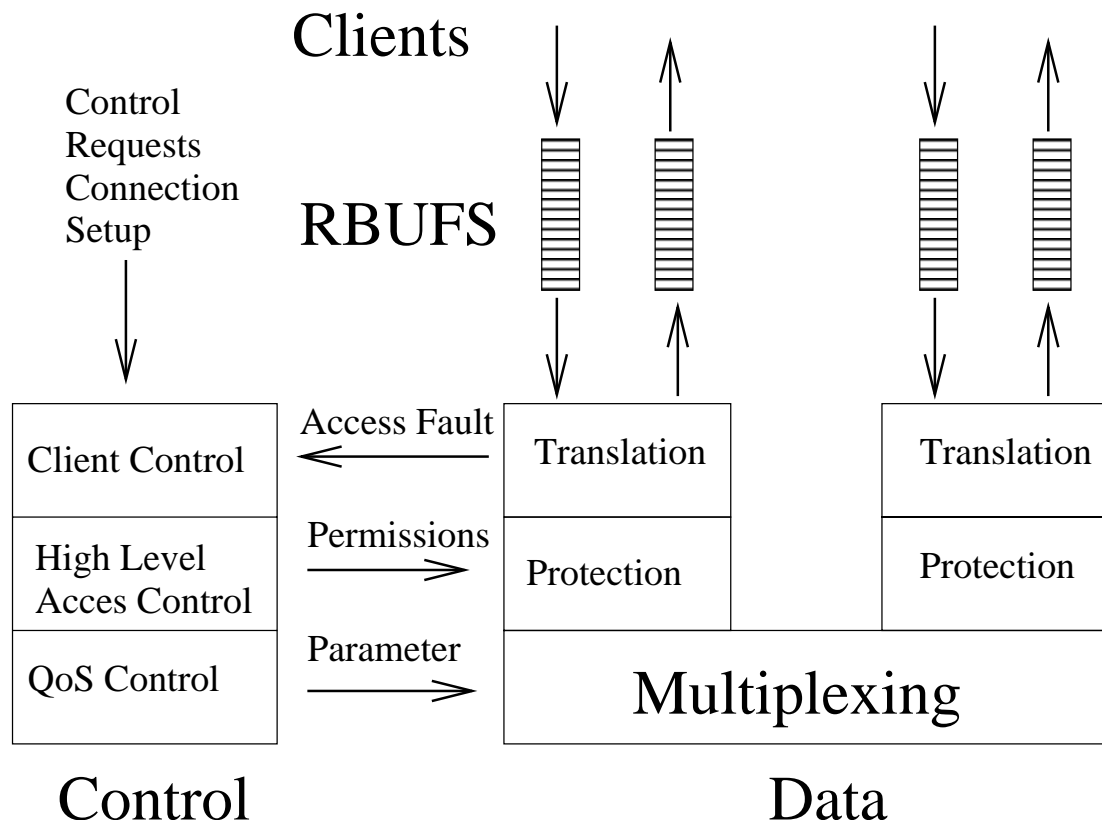 Clients
Control
Requests
Connection
Setup
RBUFS
Client Control
Access Fault
Translation
Translation
High Level
Acces Control
Permissions
Protection
Protection
QoS Control
Parameter
Multiplexing
Control
Data